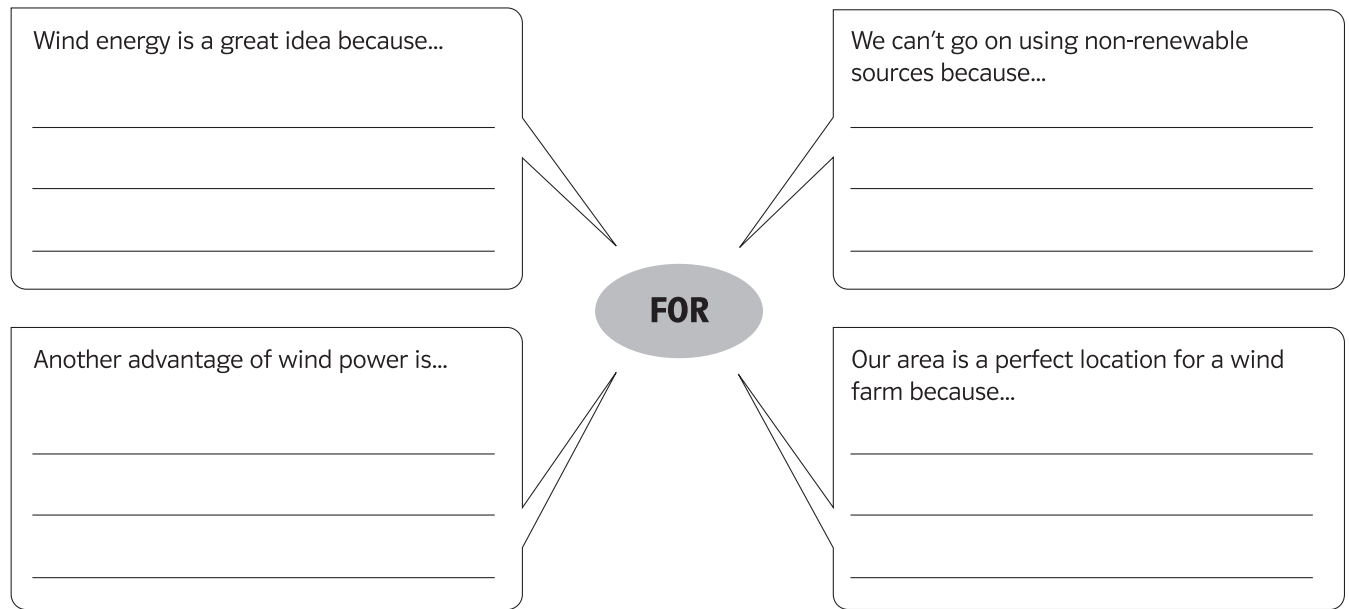 Wind energy is a great idea because...
We can't go on using non-renewable
sources because...
FOR
Another advantage of wind power is...
Our area is a perfect location for a wind
farm because...